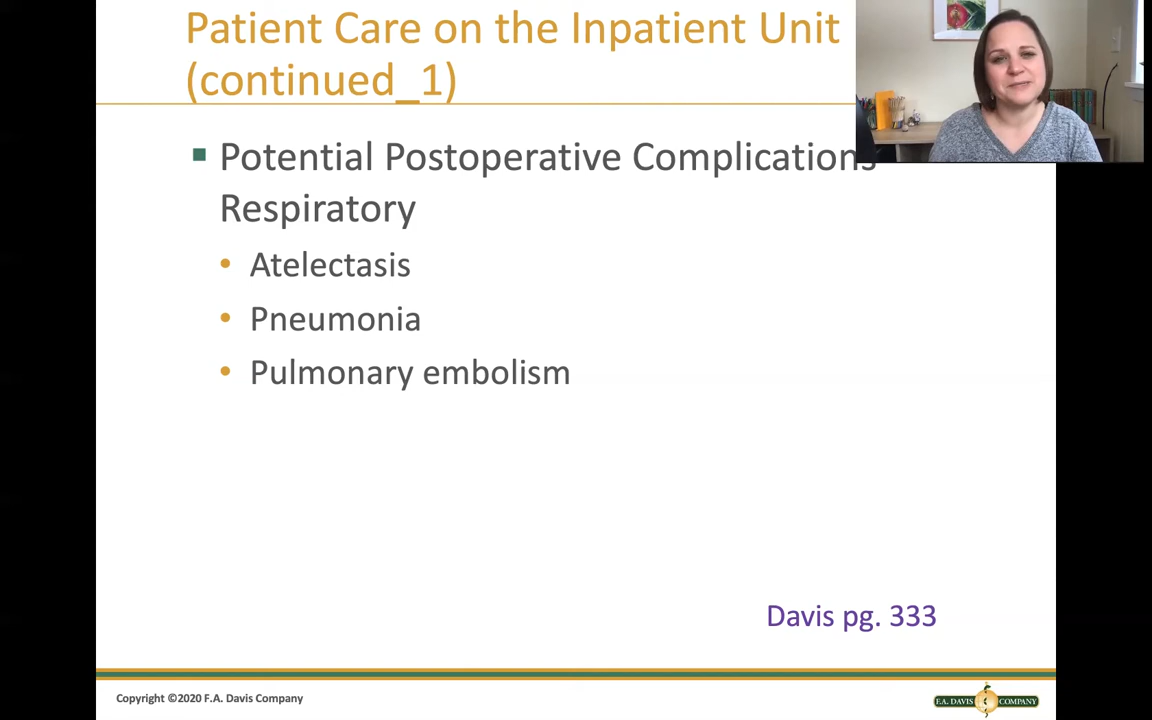 Patient Care on the Inpatient Unit
(continued_1)
Potential Postoperative Complications
Respiratory
Atelectasis
Pneumonia
Pulmonary embolism
Davis pg. 333
Copyright ©2020 F.A. Davis Company
F.A. DAVIS COMPANY